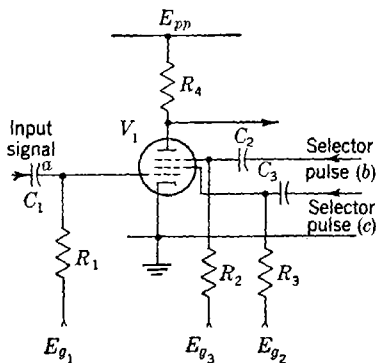 E_pp
R_4
V_1
Input
signal
a
C_1
C_2
Selector
pulse (b)
C_3
Selector
pulse (c)
R_1
R_2
R_3
E_g1
E_g3
E_g2